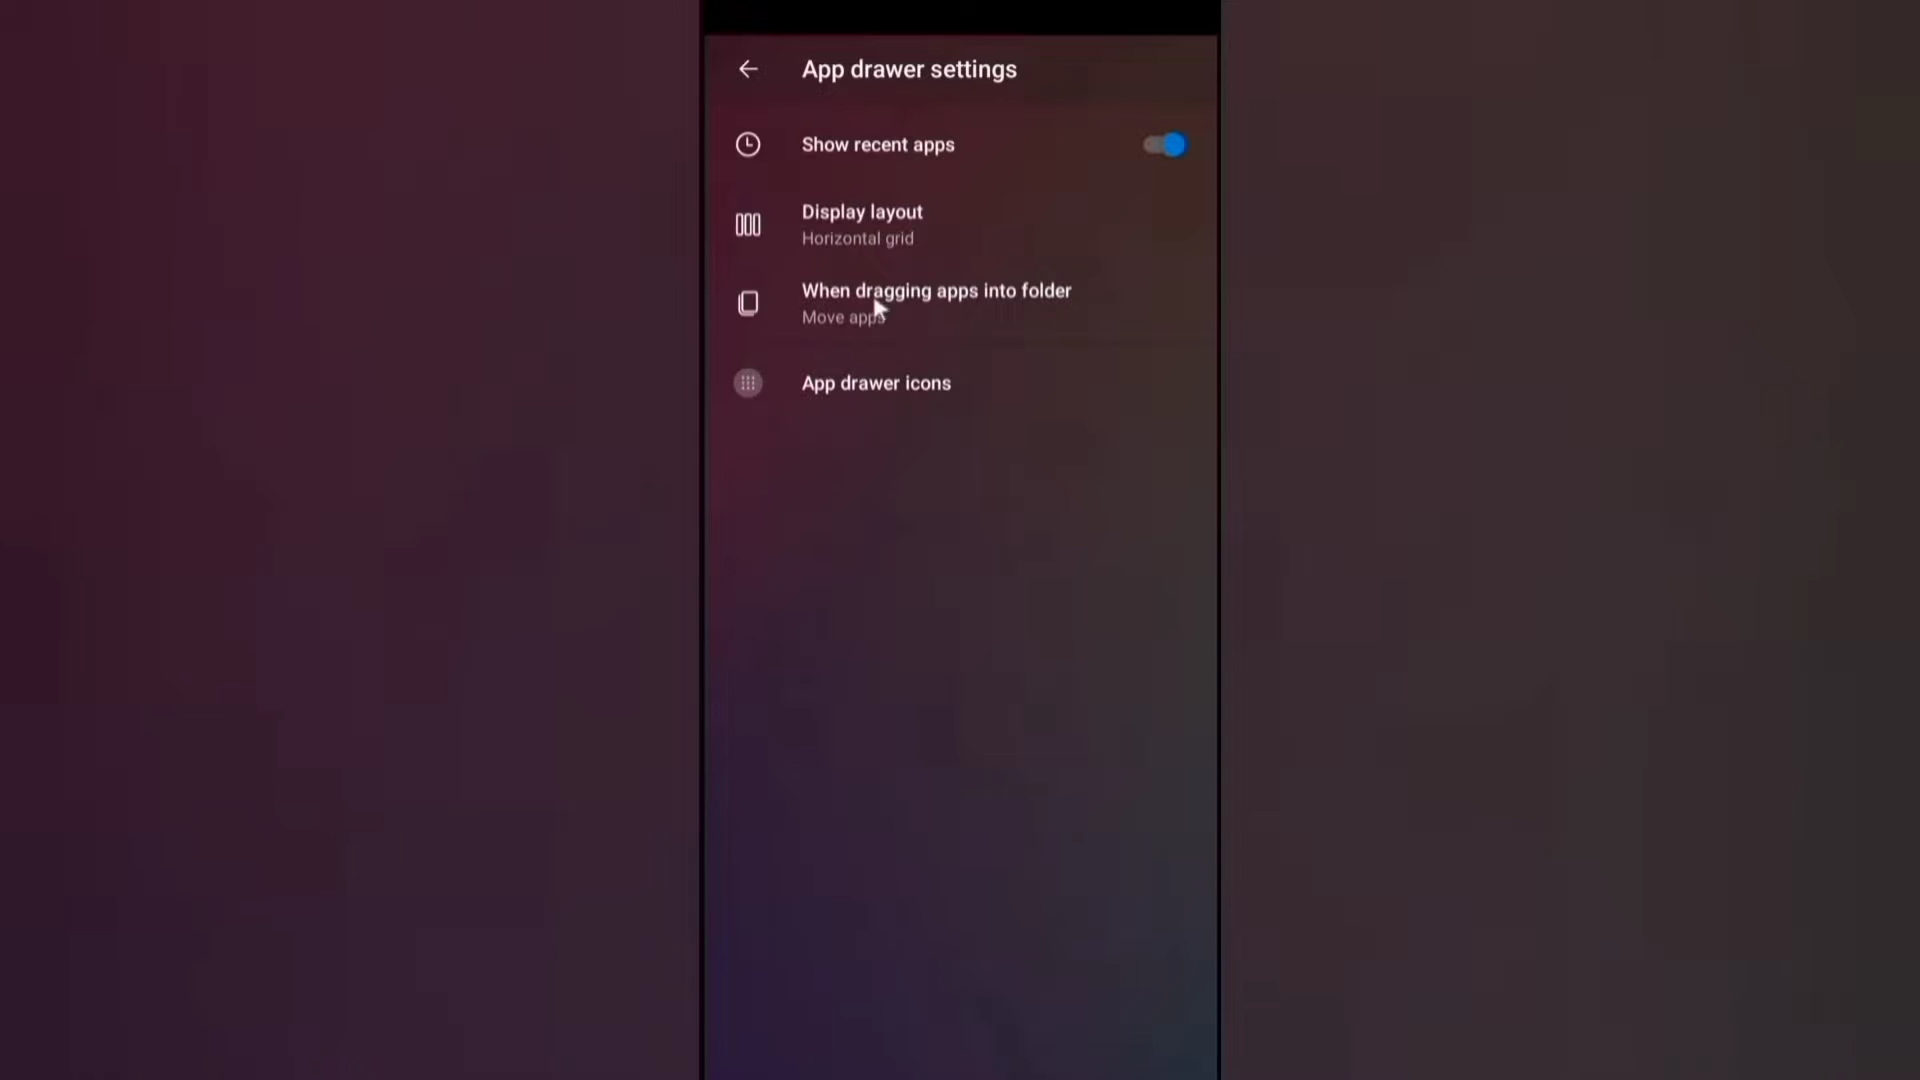 App drawer settings
Show recent apps
Display layout
Horizontal grid
When dragging apps into folder
Move apps
App drawer icons